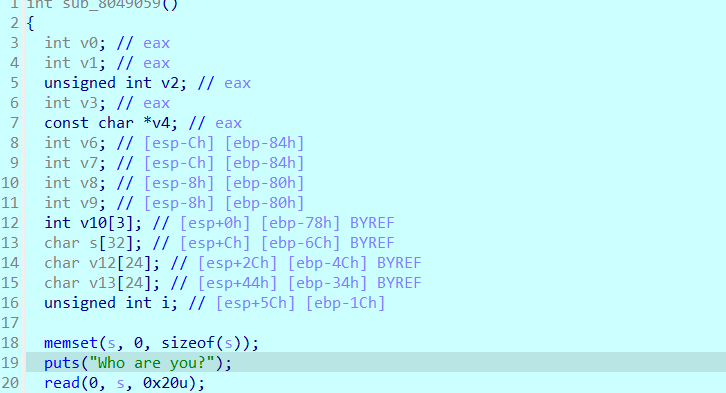 1 int sub_8049059()
2 {
3 int v0; // eax
4 int v1; // eax
5 unsigned int v2; // eax
6 int v3; // eax
7 const char *v4; // eax
8 int v6; // [esp-Ch] [ebp-84h]
9 int v7; // [esp-Ch] [ebp-84h]
10 int v8; // [esp-8h] [ebp-80h]
11 int v9; // [esp-8h] [ebp-80h]
12 int v10[3]; // [esp+0h] [ebp-78h] BYREF
13 char s[32]; // [esp+Ch] [ebp-6Ch] BYREF
14 char v12[24]; // [esp+2Ch] [ebp-4Ch] BYREF
15 char v13[24]; // [esp+44h] [ebp-34h] BYREF
16 unsigned int i; // [esp+5Ch] [ebp-1Ch]
17
18 memset(s, 0, sizeof(s));
19 puts("Who are you?");
20 read(0, s, 0x20u);